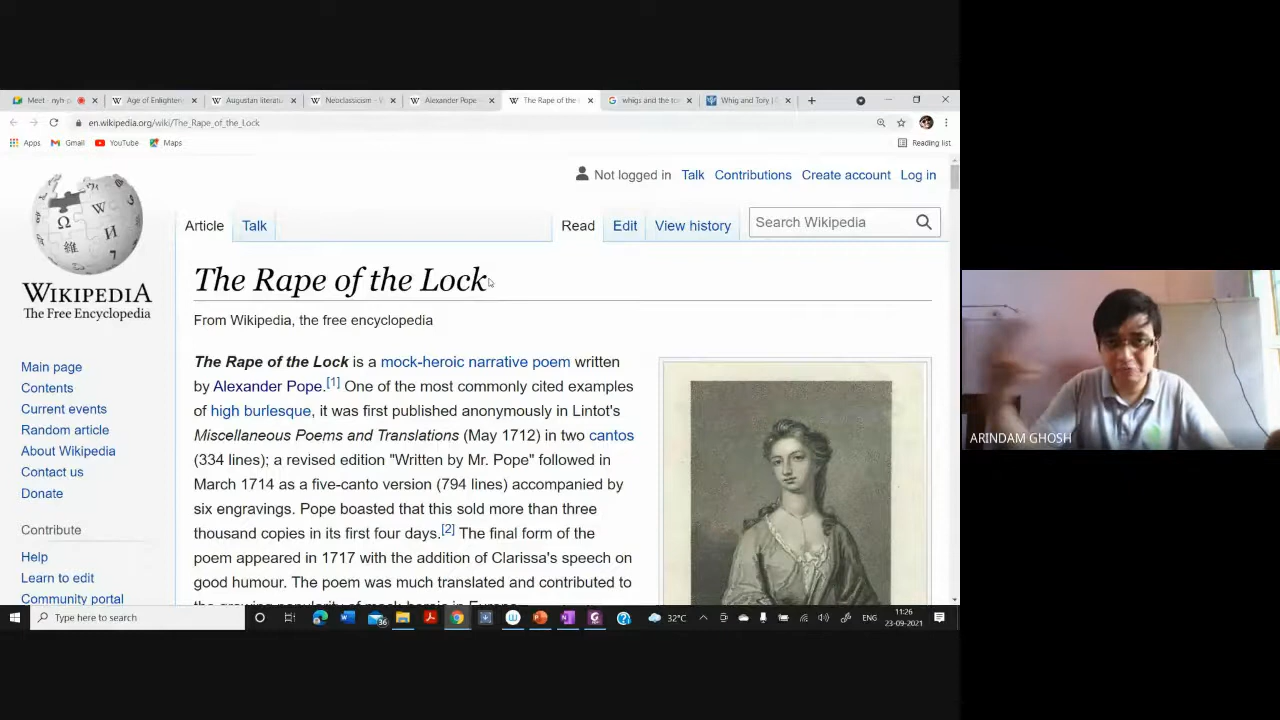 Meet - nyh-p
Age of Enlighten
Augustan literatu
Neoclassicism - W
Alexander Pope -
The Rape of the
whigs and the to
Whig and Tory |
en.wikipedia.org/wiki/The_Rape_of_the_Lock
Apps Gmail YouTube Maps Reading list
Not logged in Talk Contributions Create account Log in
Article Talk Read Edit View history Search Wikipedia
WIKIPEDIA
The Free Encyclopedia
Main page
Contents
Current events
Random article
About Wikipedia
Contact us
Donate
Contribute
Help
Learn to edit
Community portal
The Rape of the Lock
From Wikipedia, the free encyclopedia
The Rape of the Lock is a mock-heroic narrative poem written
by Alexander Pope.[1] One of the most commonly cited examples
of high burlesque, it was first published anonymously in Lintot's
Miscellaneous Poems and Translations (May 1712) in two cantos
(334 lines); a revised edition "Written by Mr. Pope" followed in
March 1714 as a five-canto version (794 lines) accompanied by
six engravings. Pope boasted that this sold more than three
thousand copies in its first four days.[2] The final form of the
poem appeared in 1717 with the addition of Clarissa's speech on
good humour. The poem was much translated and contributed to
ARINDAM GHOSH
Type here to search
36
32°C
ENG
11:26
23-09-2021